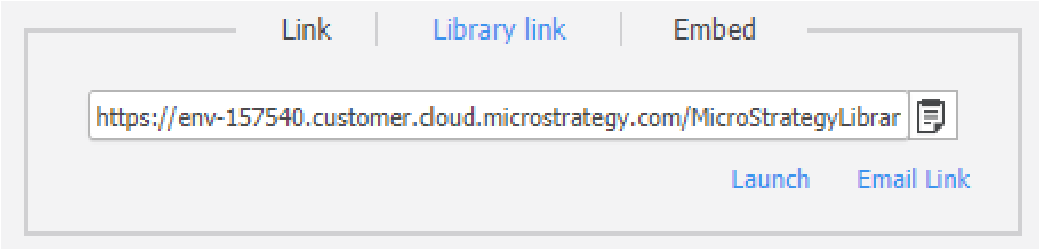 Link Library link Embed
https://env-157540.customer.cloud.microstrategy.com/MicroStrategyLibrar
Launch Email Link